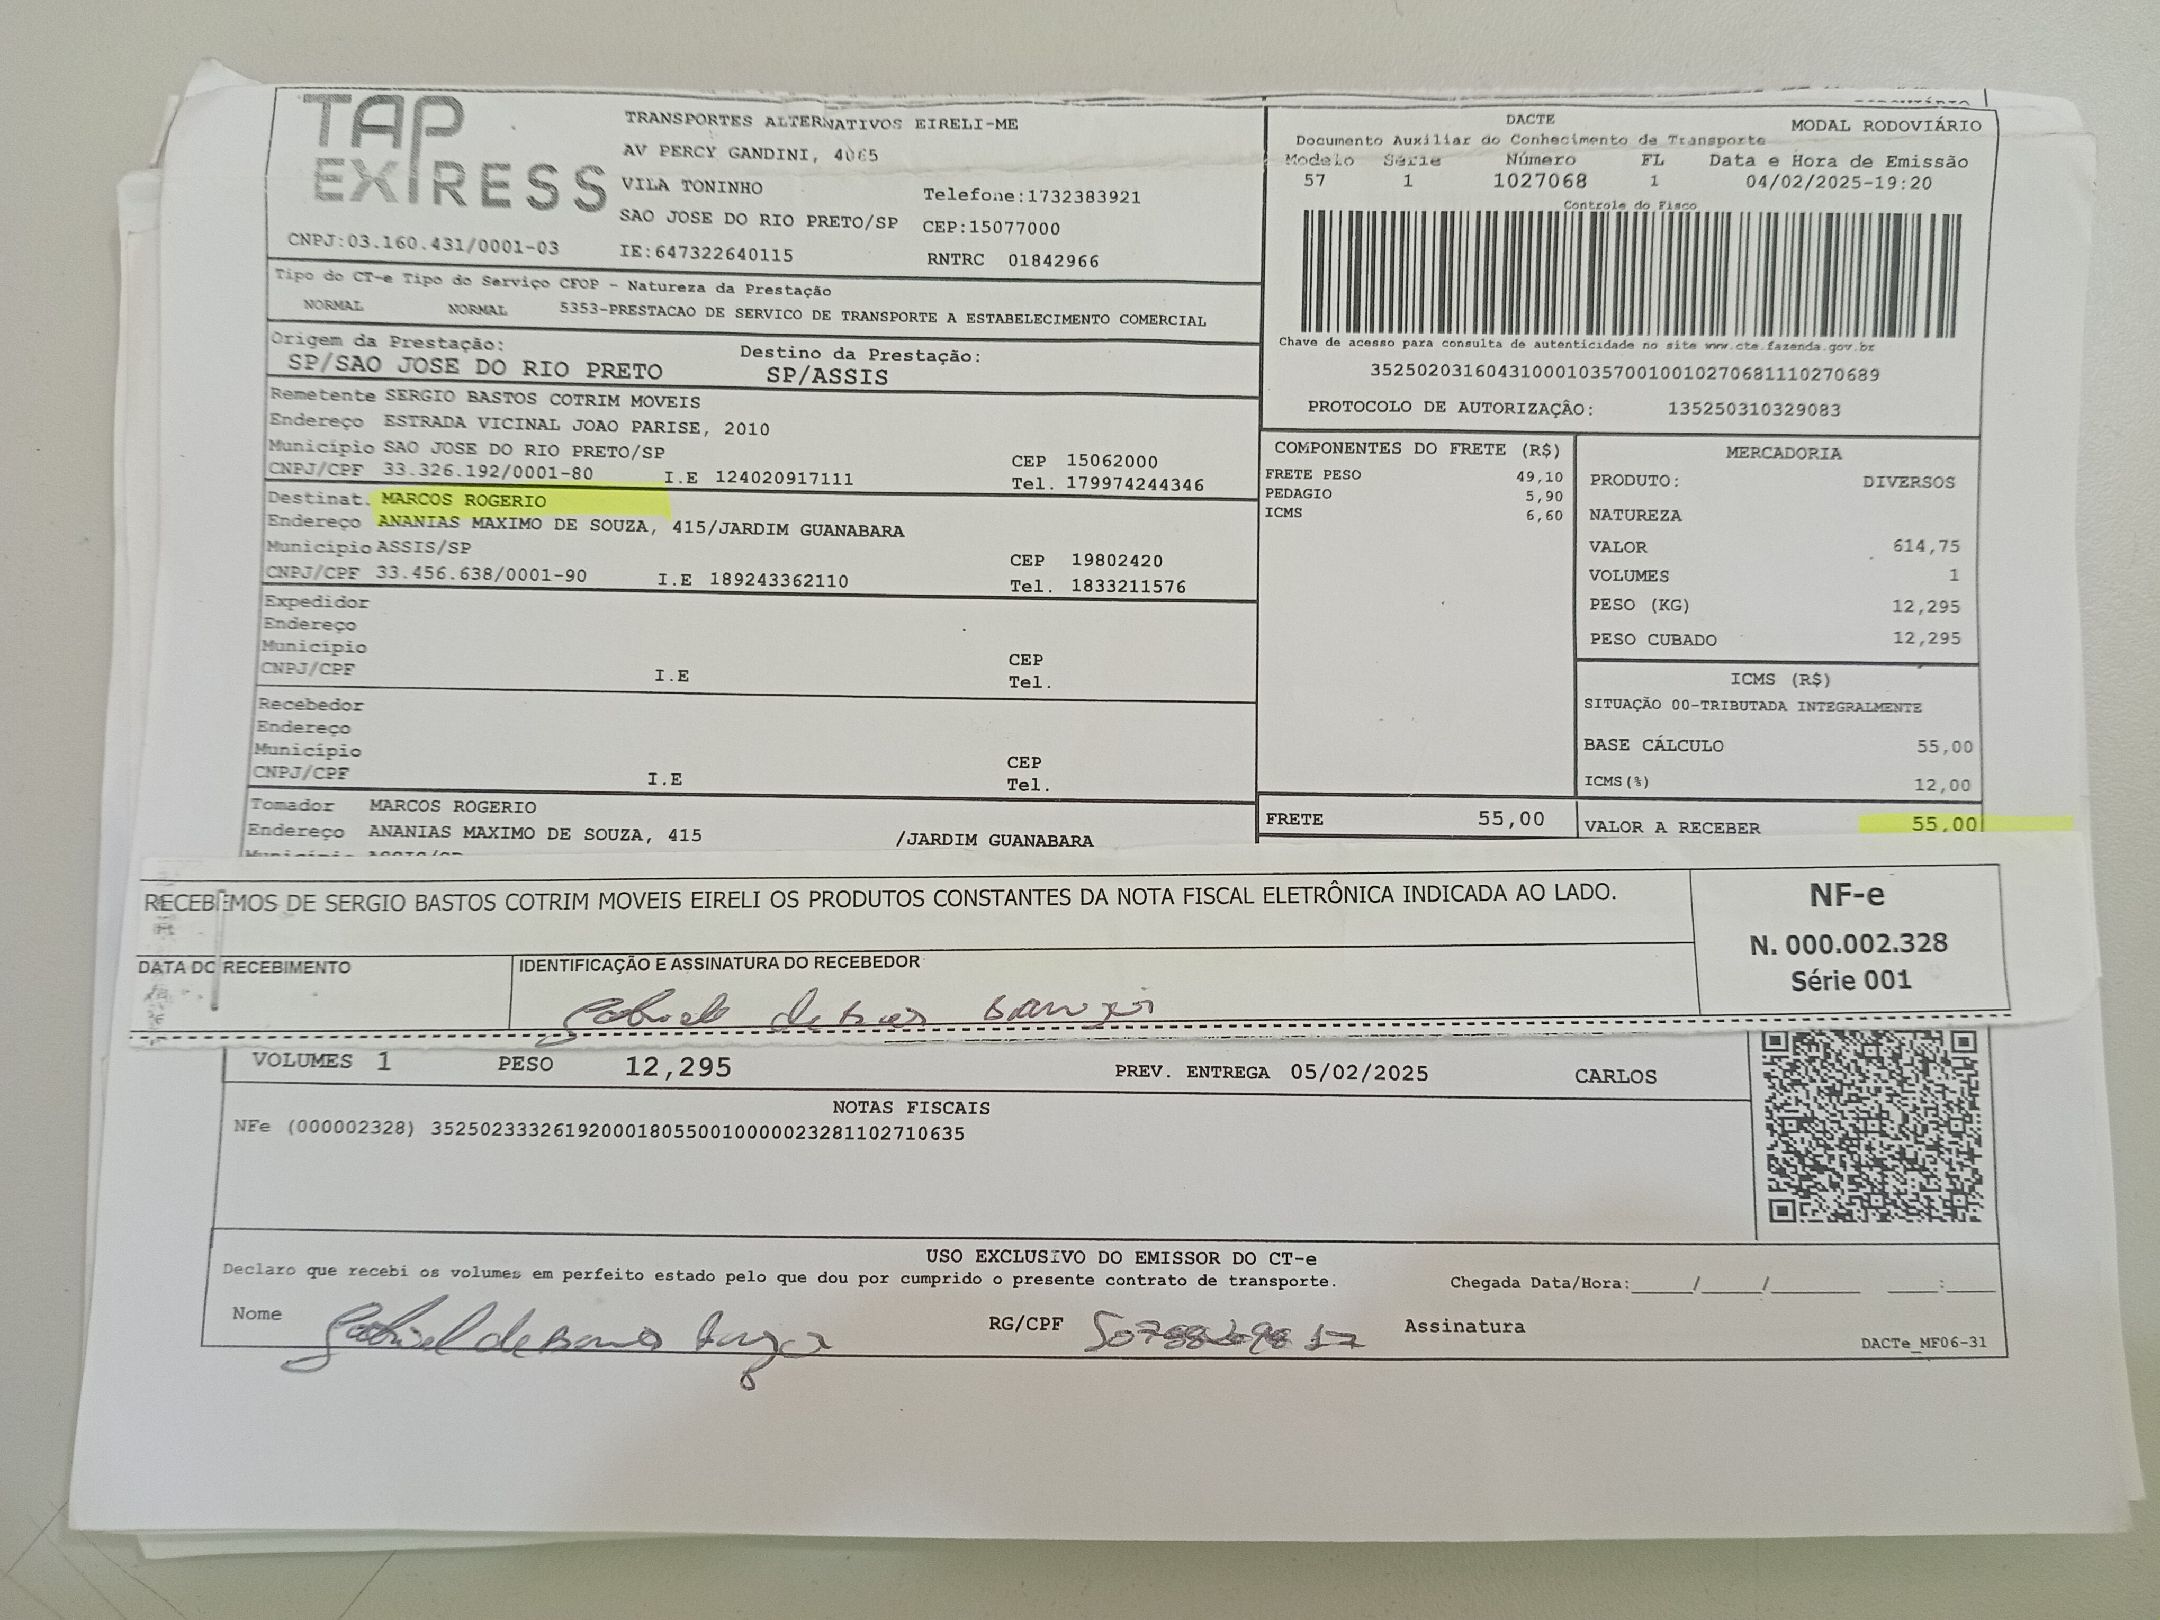 TAP EXPRESS
TRANSPORTES ALTERNATIVOS EIRELI-ME
AV PERCY GANDINI, 4065
VILA TONINHO
Telefone:1732383921
SAO JOSE DO RIO PRETO/SP CEP:15077000
CNPJ:03.160.431/0001-03 IE:647322640115 RNTRC 01842966
DACTE MODAL RODOVIÁRIO
Documento Auxiliar do Conhecimento de Transporte
Modelo Série Número FL Data e Hora de Emissão
57 1 1027068 1 04/02/2025-19:20
Controle do Fisco
Chave de acesso para consulta de autenticidade no site www.cte.fazenda.gov.br
35250203160431000103570010010270681110270689
PROTOCOLO DE AUTORIZAÇÂO: 135250310329083
Tipo do CT-e Tipo do Serviço CFOP - Natureza da Prestação
NORMAL NORMAL 5353-PRESTACAO DE SERVICO DE TRANSPORTE A ESTABELECIMENTO COMERCIAL
Origem da Prestação: Destino da Prestação:
SP/SAO JOSE DO RIO PRETO SP/ASSIS
Remetente SERGIO BASTOS COTRIM MOVEIS
Endereço ESTRADA VICINAL JOAO PARISE, 2010
Município SAO JOSE DO RIO PRETO/SP CEP 15062000
CNPJ/CPF 33.326.192/0001-80 I.E 124020917111 Tel. 179974244346
Destinat. MARCOS ROGERIO
Endereço ANANIAS MAXIMO DE SOUZA, 415/JARDIM GUANABARA
Município ASSIS/SP CEP 19802420
CNPJ/CPF 33.456.638/0001-90 I.E 189243362110 Tel. 1833211576
Expedidor
Endereço
Município CEP
CNPJ/CPF I.E Tel.
Recebedor
Endereço
Município CEP
CNPJ/CPF I.E Tel.
Tomador MARCOS ROGERIO
Endereço ANANIAS MAXIMO DE SOUZA, 415 /JARDIM GUANABARA
COMPONENTES DO FRETE (R$)
FRETE PESO 49,10
PEDAGIO 5,90
ICMS 6,60
FRETE 55,00
MERCADORIA
PRODUTO: DIVERSOS
NATUREZA
VALOR 614,75
VOLUMES 1
PESO (KG) 12,295
PESO CUBADO 12,295
ICMS (R$)
SITUAÇÃO 00-TRIBUTADA INTEGRALMENTE
BASE CÁLCULO 55,00
ICMS(%) 12,00
VALOR A RECEBER 55,00
RECEBEMOS DE SERGIO BASTOS COTRIM MOVEIS EIRELI OS PRODUTOS CONSTANTES DA NOTA FISCAL ELETRÔNICA INDICADA AO LADO.
DATA DO RECEBIMENTO
IDENTIFICAÇÃO E ASSINATURA DO RECEBEDOR
NF-e
N. 000.002.328
Série 001
VOLUMES 1 PESO 12,295 PREV. ENTREGA 05/02/2025 CARLOS
NOTAS FISCAIS
NFe (000002328) 35250233326192000180550010000023281102710635
USO EXCLUSIVO DO EMISSOR DO CT-e
Declaro que recebi os volumes em perfeito estado pelo que dou por cumprido o presente contrato de transporte. Chegada Data/Hora:____/____/______ ____:____
Nome Gabriel de RG/CPF Assinatura
DACTe_MF06-31